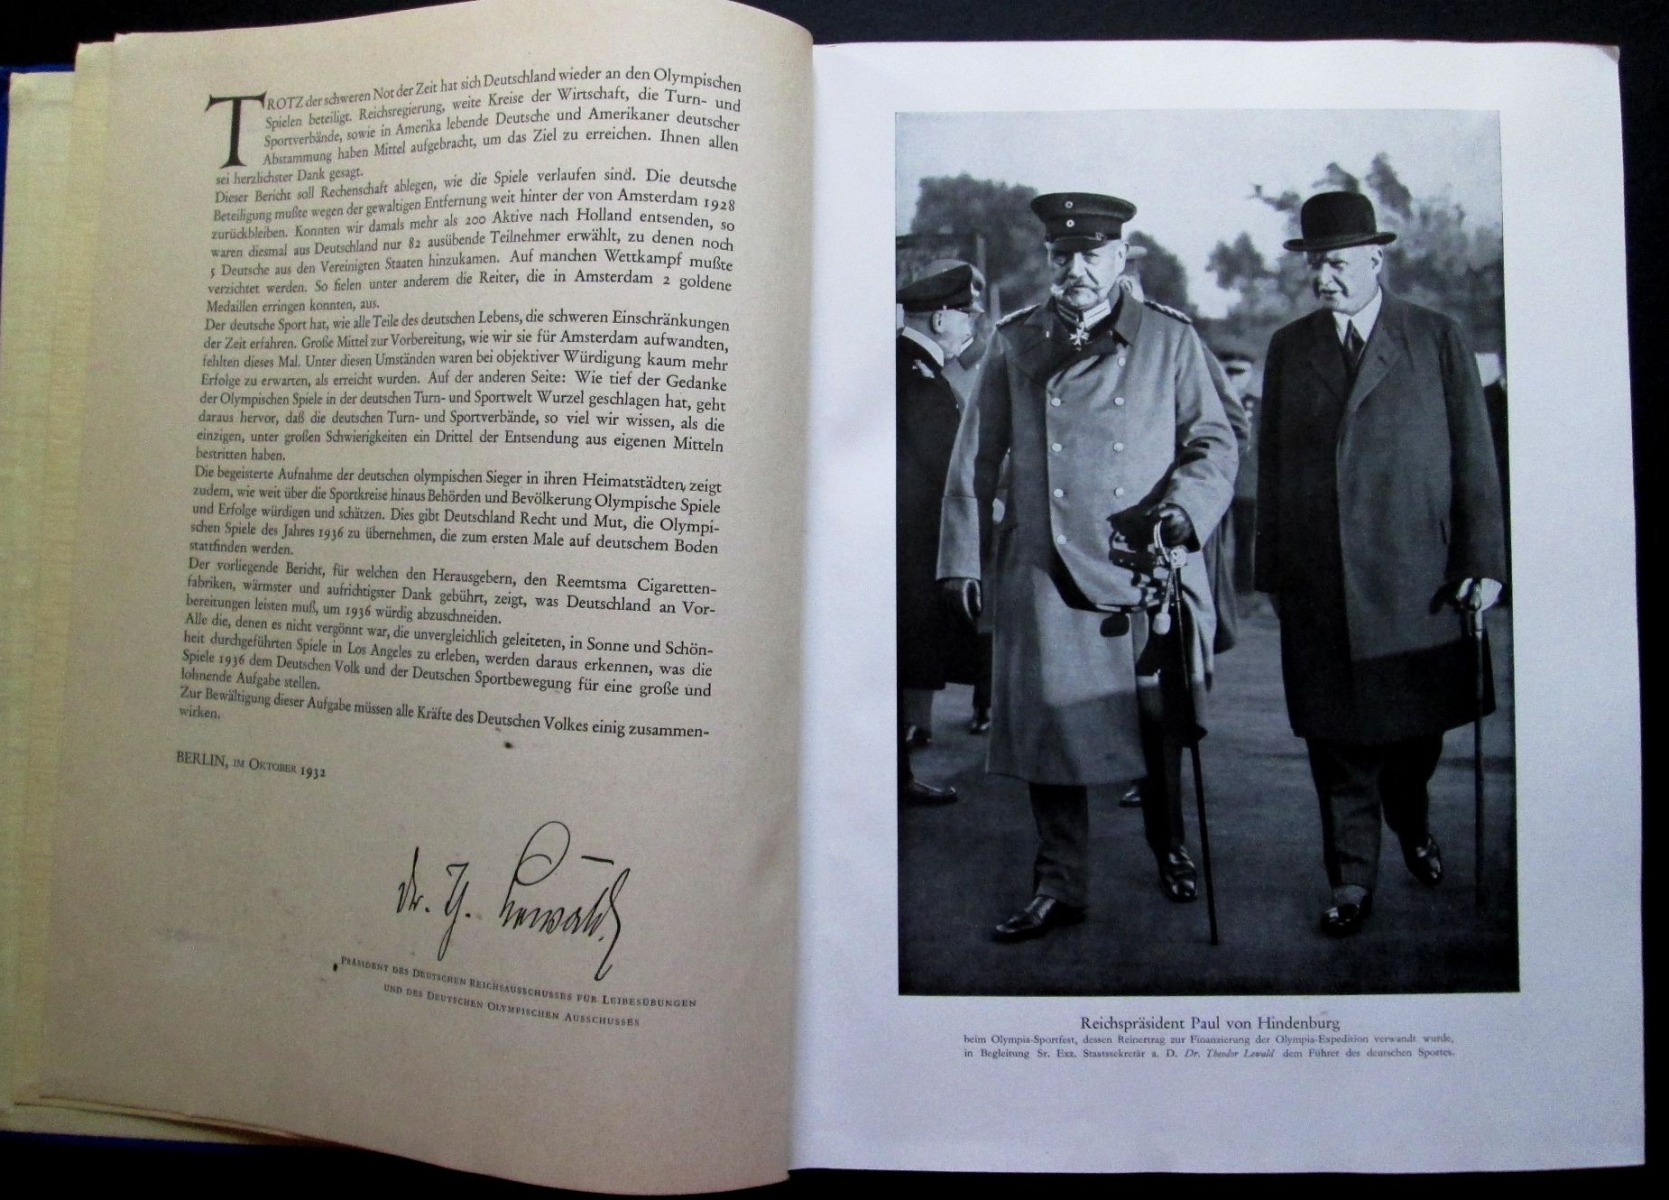 TROTZ der schweren Not der Zeit hat sich Deutschland wieder an den Olympischen
Spielen beteiligt. Reichsregierung, weite Kreise der Wirtschaft, die Turn- und
Sportverbände, sowie in Amerika lebende Deutsche und Amerikaner deutscher
Abstammung haben Mittel aufgebracht, um das Ziel zu erreichen. Ihnen allen
sei herzlichster Dank gesagt.
Dieser Bericht soll Rechenschaft ablegen, wie die Spiele verlaufen sind. Die deutsche
Beteiligung mußte wegen der gewaltigen Entfernung weit hinter der von Amsterdam 1928
zurückbleiben. Konnten wir damals mehr als 200 Aktive nach Holland entsenden, so
waren diesmal aus Deutschland nur 82 ausübende Teilnehmer erwählt, zu denen noch
5 Deutsche aus den Vereinigten Staaten hinzukamen. Auf manchen Wettkampf mußte
verzichtet werden. So fielen unter anderem die Reiter, die in Amsterdam 2 goldene
Medaillen erringen konnten, aus.
Der deutsche Sport hat, wie alle Teile des deutschen Lebens, die schweren Einschränkungen
der Zeit erfahren. Große Mittel zur Vorbereitung, wie wir sie für Amsterdam aufwandten,
fehlten dieses Mal. Unter diesen Umständen waren bei objektiver Würdigung kaum mehr
Erfolge zu erwarten, als erreicht wurden. Auf der anderen Seite: Wie tief der Gedanke
der Olympischen Spiele in der deutschen Turn- und Sportwelt Wurzel geschlagen hat, geht
daraus hervor, daß die deutschen Turn- und Sportverbände, so viel wir wissen, als die
einzigen, unter großen Schwierigkeiten ein Drittel der Entsendung aus eigenen Mitteln
bestritten haben.
Die begeisterte Aufnahme der deutschen olympischen Sieger in ihren Heimatstädten, zeigt
zudem, wie weit über die Sportkreise hinaus Behörden und Bevölkerung Olympische Spiele
und Erfolge würdigen und schätzen. Dies gibt Deutschland Recht und Mut, die Olympi-
schen Spiele des Jahres 1936 zu übernehmen, die zum ersten Male auf deutschem Boden
stattfinden werden.
Der vorliegende Bericht, für welchen den Herausgebern, den Reemtsma Cigaretten-
fabriken, wärmster und aufrichtigster Dank gebührt, zeigt, was Deutschland an Vor-
bereitungen leisten muß, um 1936 würdig abzuschneiden.
Alle die, denen es nicht vergönnt war, die unvergleichlich geleiteten, in Sonne und Schön-
heit durchgeführten Spiele in Los Angeles zu erleben, werden daraus erkennen, was die
Spiele 1936 dem Deutschen Volk und der Deutschen Sportbewegung für eine große und
lohnende Aufgabe stellen.
Zur Bewältigung dieser Aufgabe müssen alle Kräfte des Deutschen Volkes einig zusammen-
wirken.
BERLIN, IM OKTOBER 1932
Dr. T. Lewald.
PRÄSIDENT DES DEUTSCHEN REICHSAUSSCHUSSES FÜR LEIBESÜBUNGEN
UND DES DEUTSCHEN OLYMPISCHEN AUSSCHUSSES
Reichspräsident Paul von Hindenburg
beim Olympia-Sportfest, dessen Reinertrag zur Finanzierung der Olympia-Expedition verwandt wurde,
in Begleitung Sr. Exz. Staatssekretär a. D. Dr. Theodor Lewald dem Führer des deutschen Sportes.